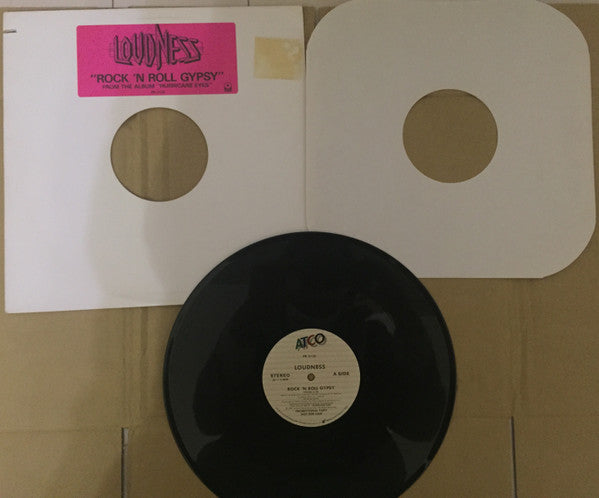 LOUDNESS
"ROCK 'N ROLL GYPSY"
FROM THE ALBUM "HURRICANE EYES"
ATCO
LOUDNESS
STEREO
A SIDE
ROCK 'N ROLL GYPSY
PROMOTIONAL COPY
NOT FOR SALE